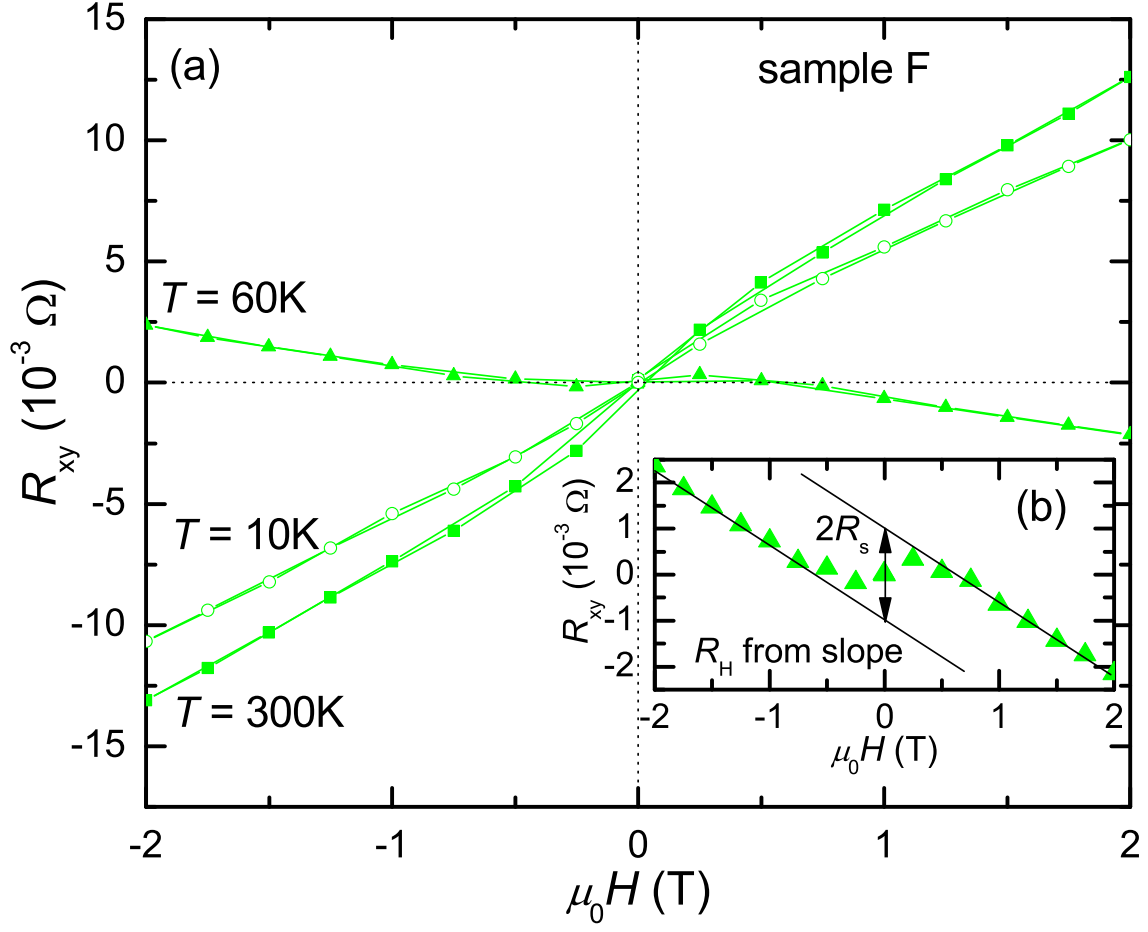 (a)
sample F
15
10
5
0
-5
-10
-15
R_xy (10^-3 Ω)
T = 60K
T = 10K
T = 300K
-2
-1
0
1
2
μ_0H (T)
(b)
2R_s
R_H from slope
2
1
0
-1
-2
R_xy (10^-3 Ω)
-2
-1
0
1
2
μ_0H (T)